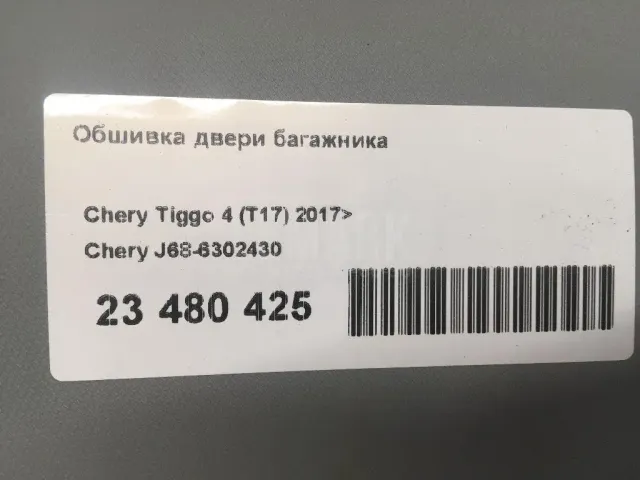 Обшивка двери багажника
Chery Tiggo 4 (T17) 2017>
Chery J68-6302430
23 480 425